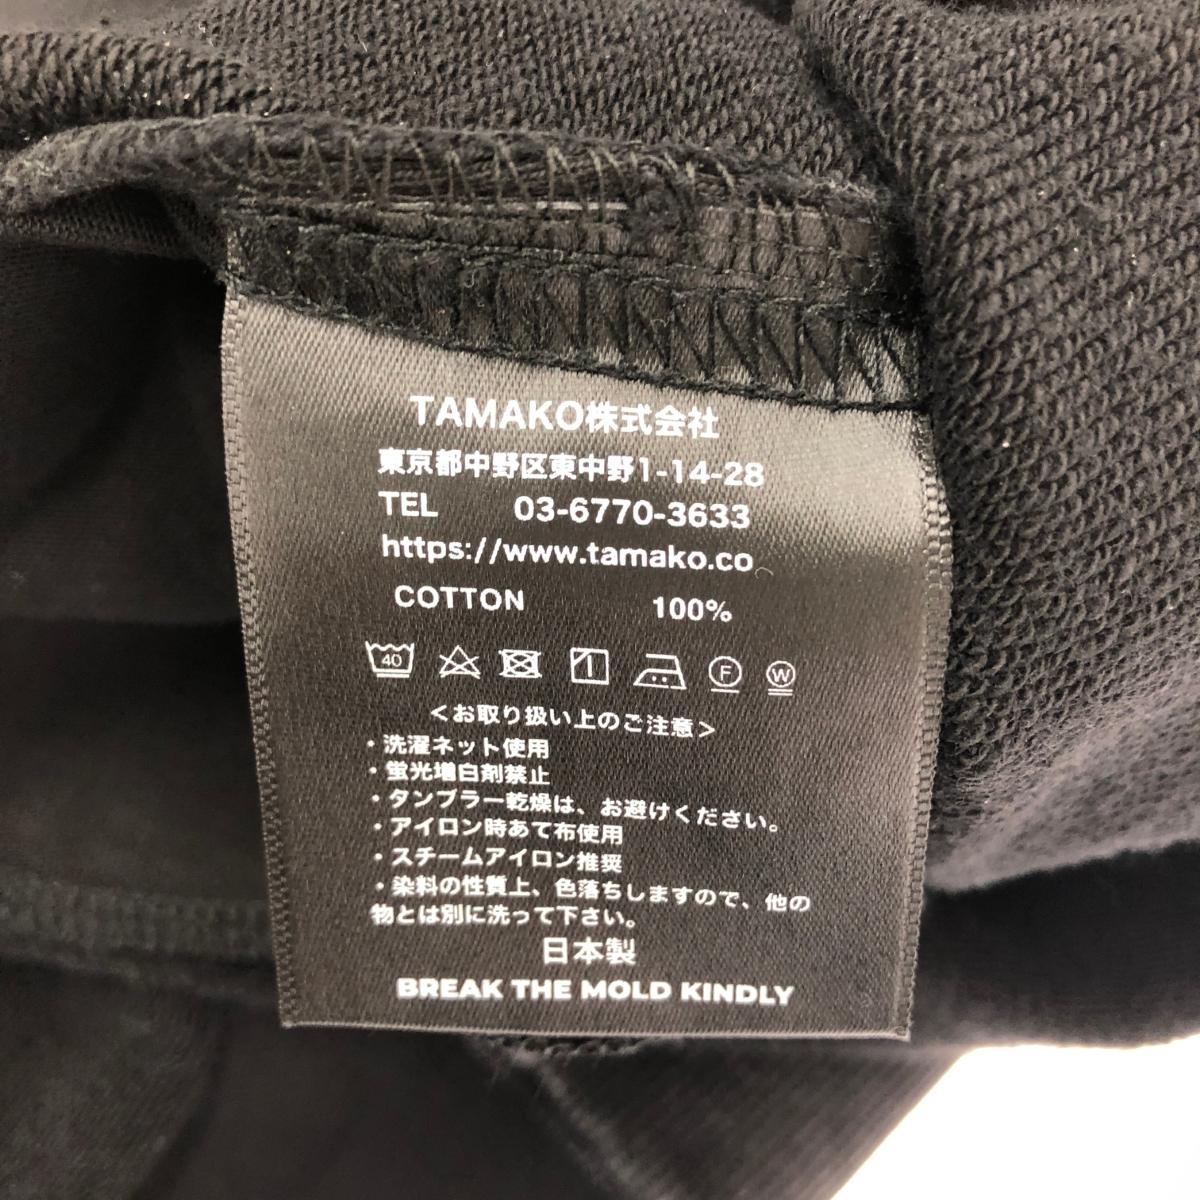 TAMAKO株式会社
東京都中野区東中野1-14-28
TEL 03-6770-3633
https://www.tamako.co
COTTON 100%
40 F W
＜お取り扱い上のご注意＞
・洗濯ネット使用
・蛍光増白剤禁止
・タンブラー乾燥は、お避けください。
・アイロン時あて布使用
・スチームアイロン推奨
・染料の性質上、色落ちしますので、他の
物とは別に洗って下さい。
日本製
BREAK THE MOLD KINDLY